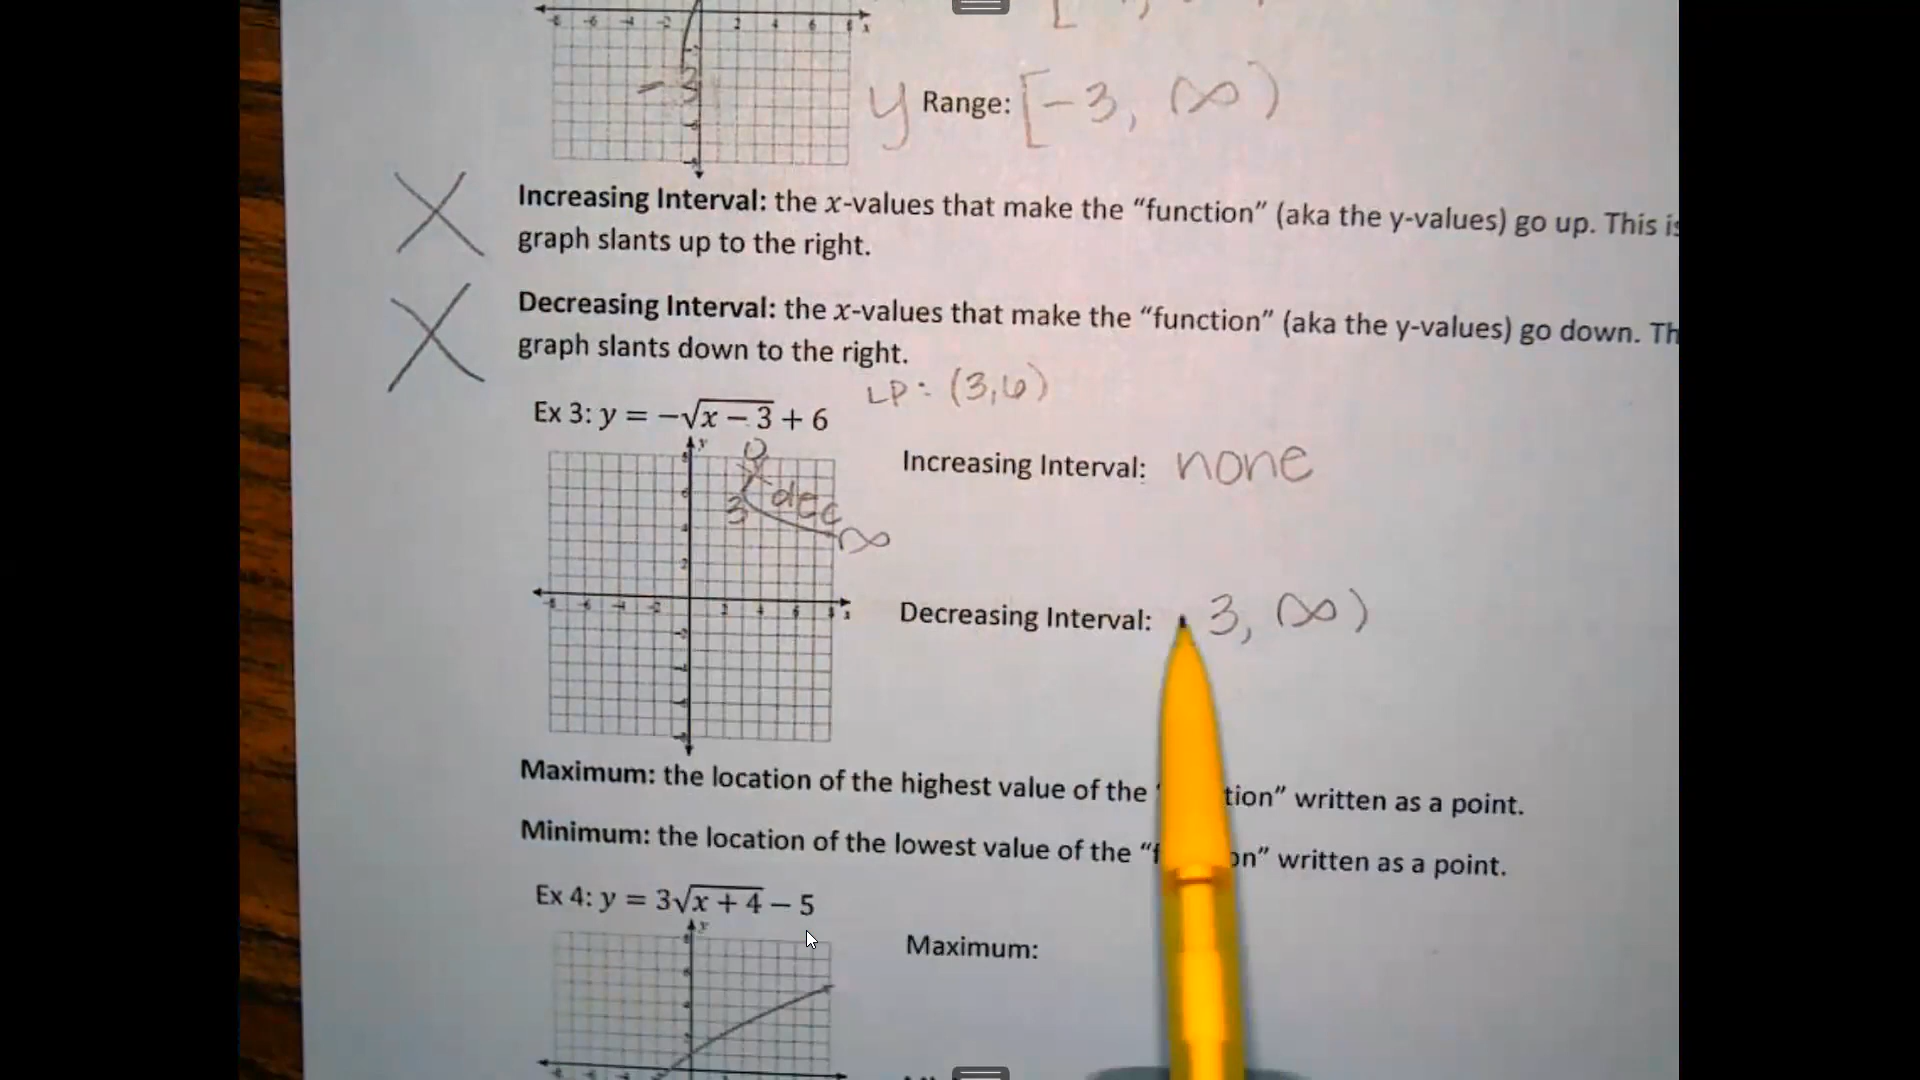 -3
y Range: [-3, ∞)
Increasing Interval: the x-values that make the “function” (aka the y-values) go up. This is
graph slants up to the right.
Decreasing Interval: the x-values that make the “function” (aka the y-values) go down.
graph slants down to the right.
LP: (3,6)
Ex 3: y = -√x - 3 + 6
Increasing Interval: none
3 dec ∞
Decreasing Interval: 3, ∞)
Maximum: the location of the highest value of the written as a point.
Minimum: the location of the lowest value of the written as a point.
Ex 4: y = 3√x + 4 - 5
Maximum: